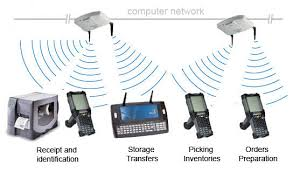 computer network
Receipt and
identification
Storage
Transfers
Picking
Inventories
Orders
Preparation